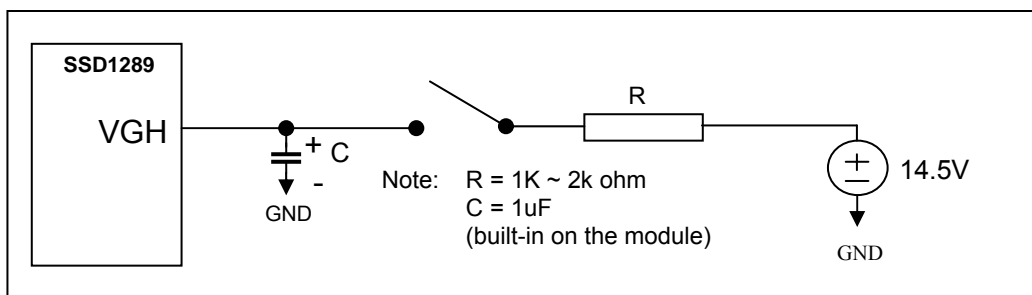 SSD1289
VGH
+ C
-
GND
R
Note: R = 1K ~ 2k ohm
C = 1uF
(built-in on the module)
+
-
14.5V
GND